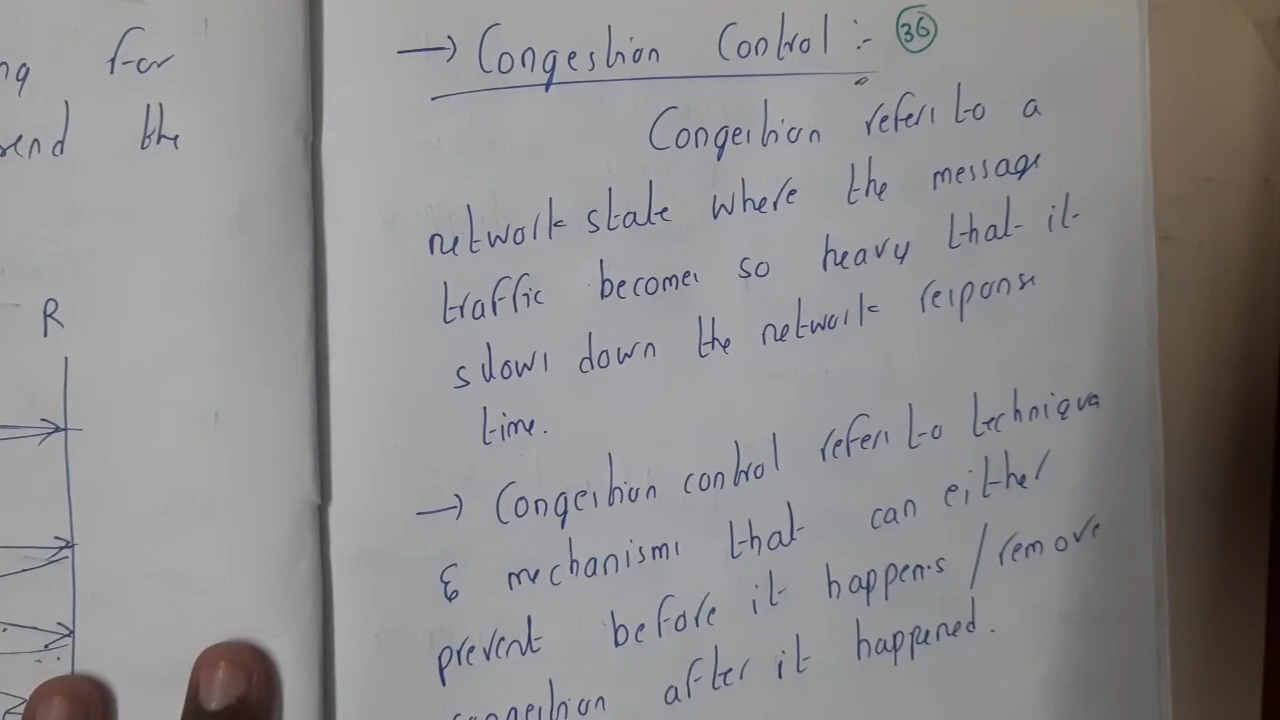 ng for
send the
R
→ Congestion Control :- 36
Congestion refers to a
network state where the message
traffic becomes so heavy that it
slows down the network response
time.
→ Congestion control refers to techniques
& mechanisms that can either
prevent before it happens / remove
congestion after it happened.